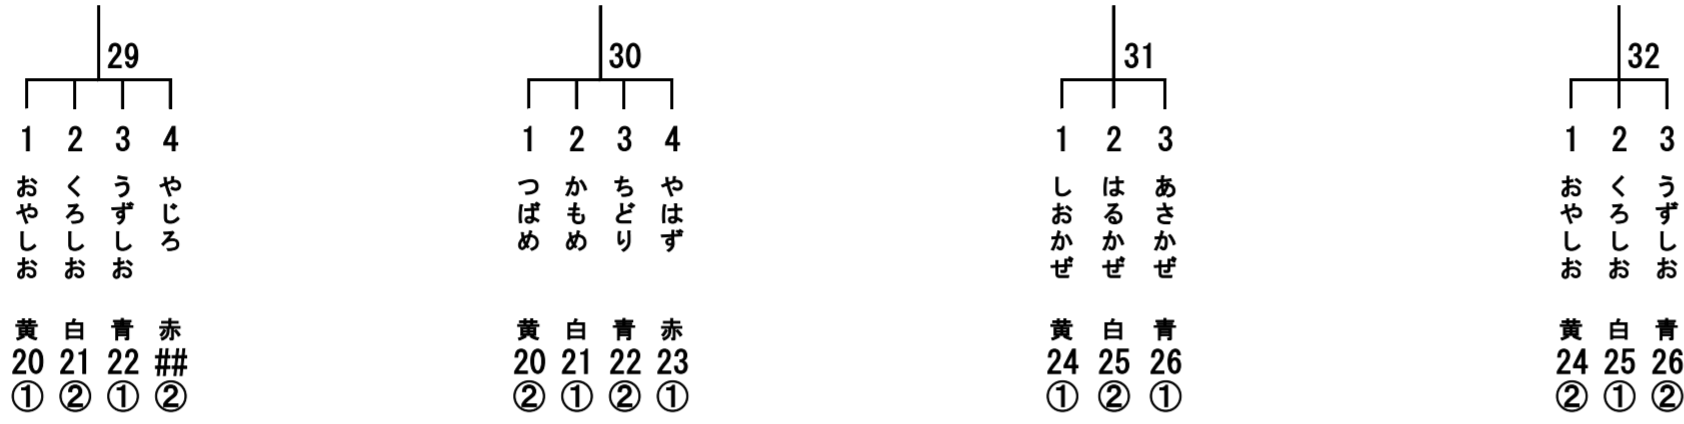 29 30 31 32
1 2 3 4 1 2 3 4 1 2 3 1 2 3
おやしお
くろしお
うずしお
やじろ
つばめ
かもめ
ちどり
やはず
しおかぜ
はるかぜ
あさかぜ
おやしお
くろしお
うずしお
黄 白 青 赤 黄 白 青 赤 黄 白 青 黄 白 青
20 21 22 ## 20 21 22 23 24 25 26 24 25 26
① ② ① ② ② ① ② ① ① ② ① ② ① ②